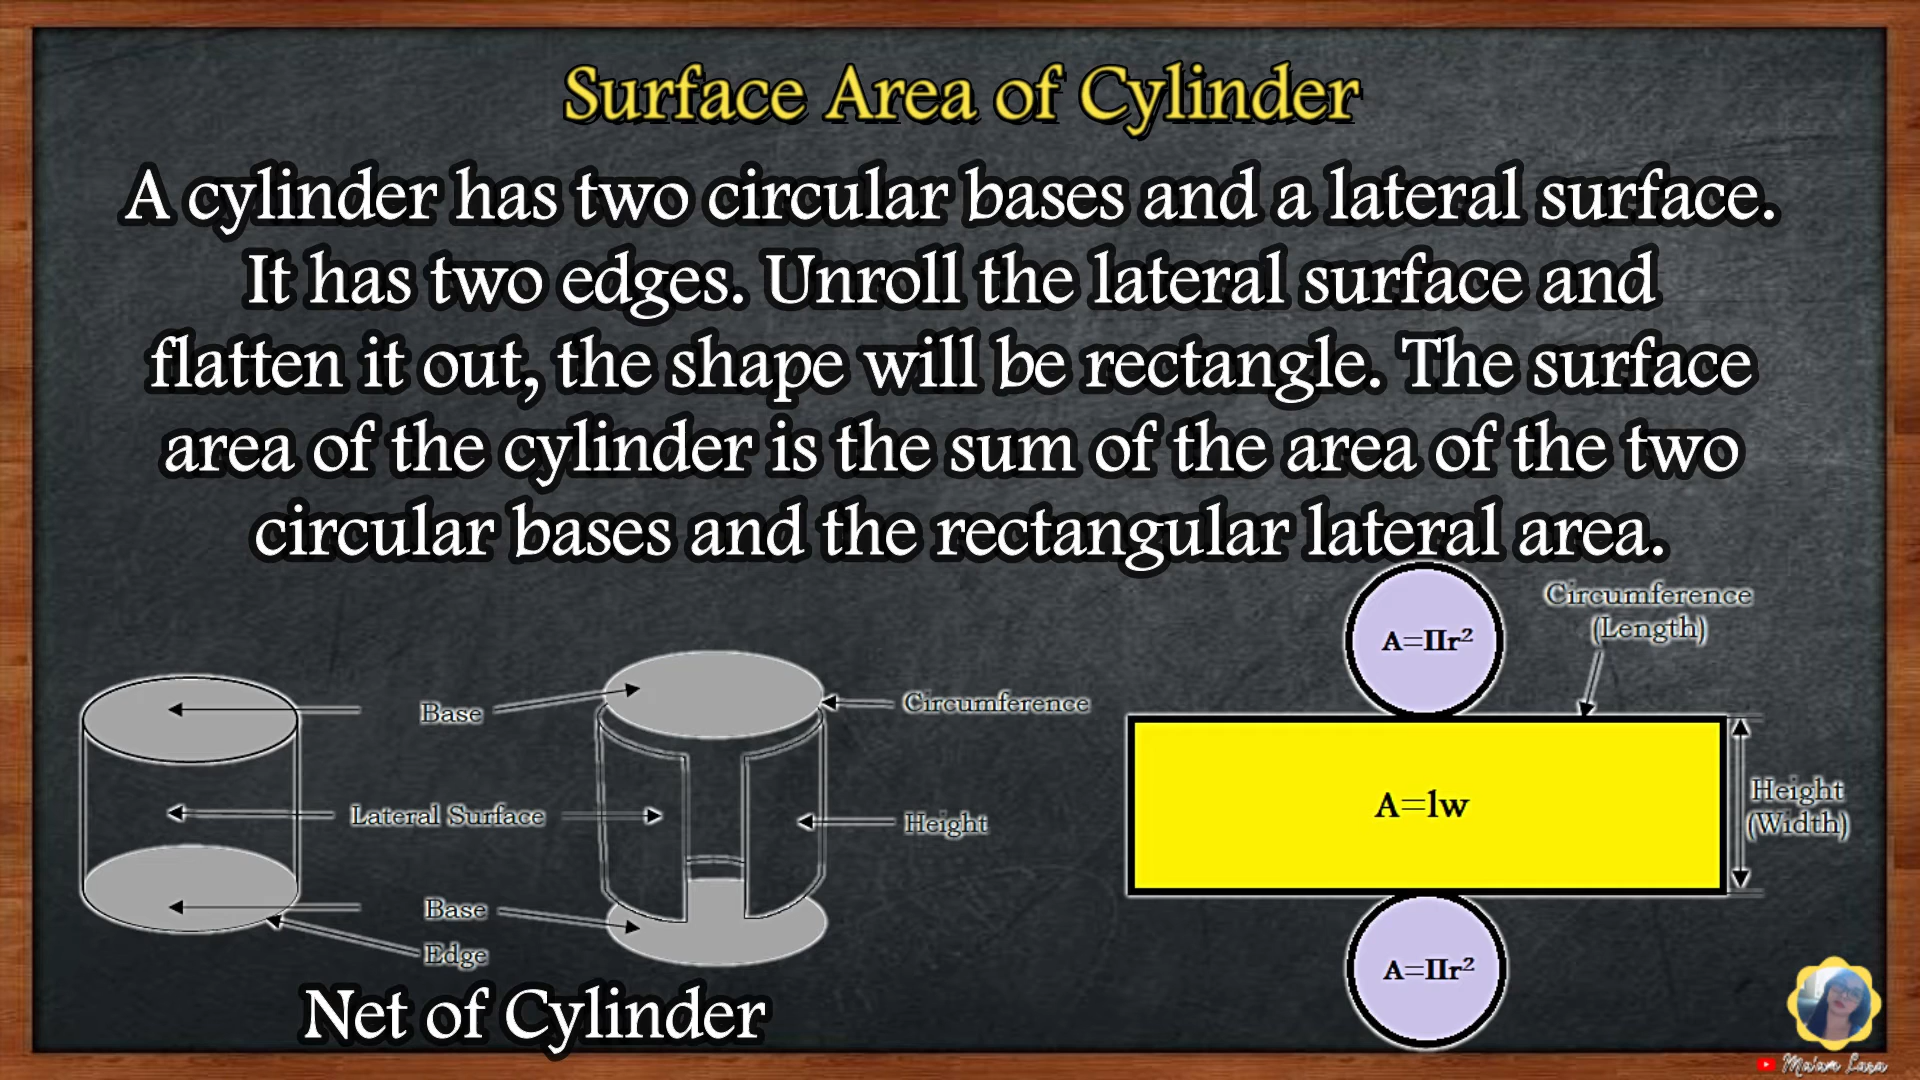 Surface Area of Cylinder
A cylinder has two circular bases and a lateral surface.
It has two edges. Unroll the lateral surface and
flatten it out, the shape will be rectangle. The surface
area of the cylinder is the sum of the area of the two
circular bases and the rectangular lateral area.
Base
Lateral Surface
Base
Edge
Circumference
Height
Net of Cylinder
A=IIr²
Circumference
(Length)
A=lw
Height
(Width)
A=IIr²
Ma'am Lara